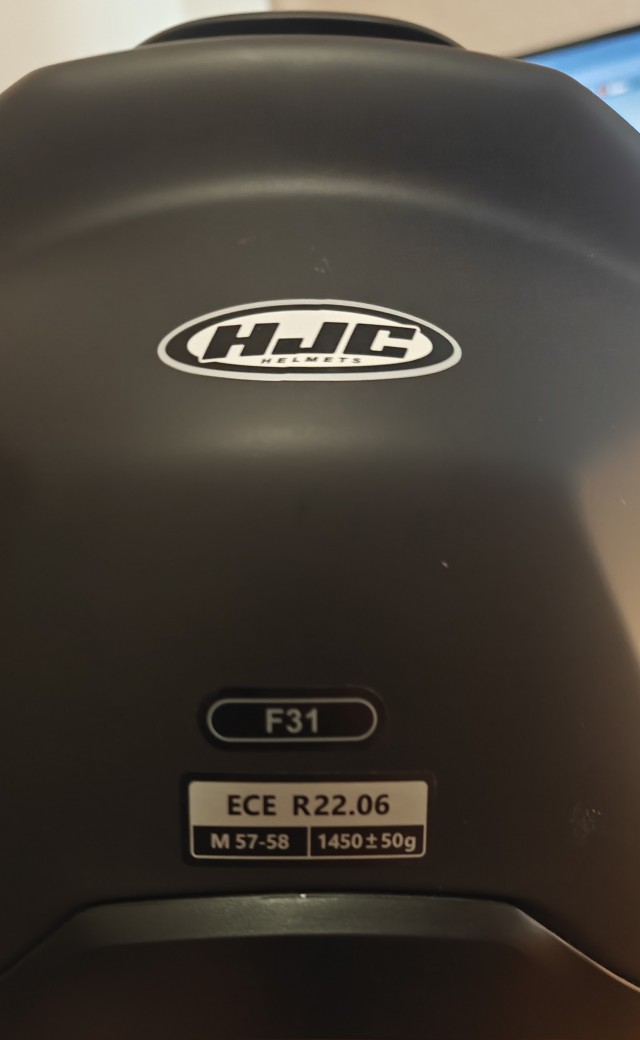 HJC
HELMETS
F31
ECE R22.06
M 57-58 1450±50g